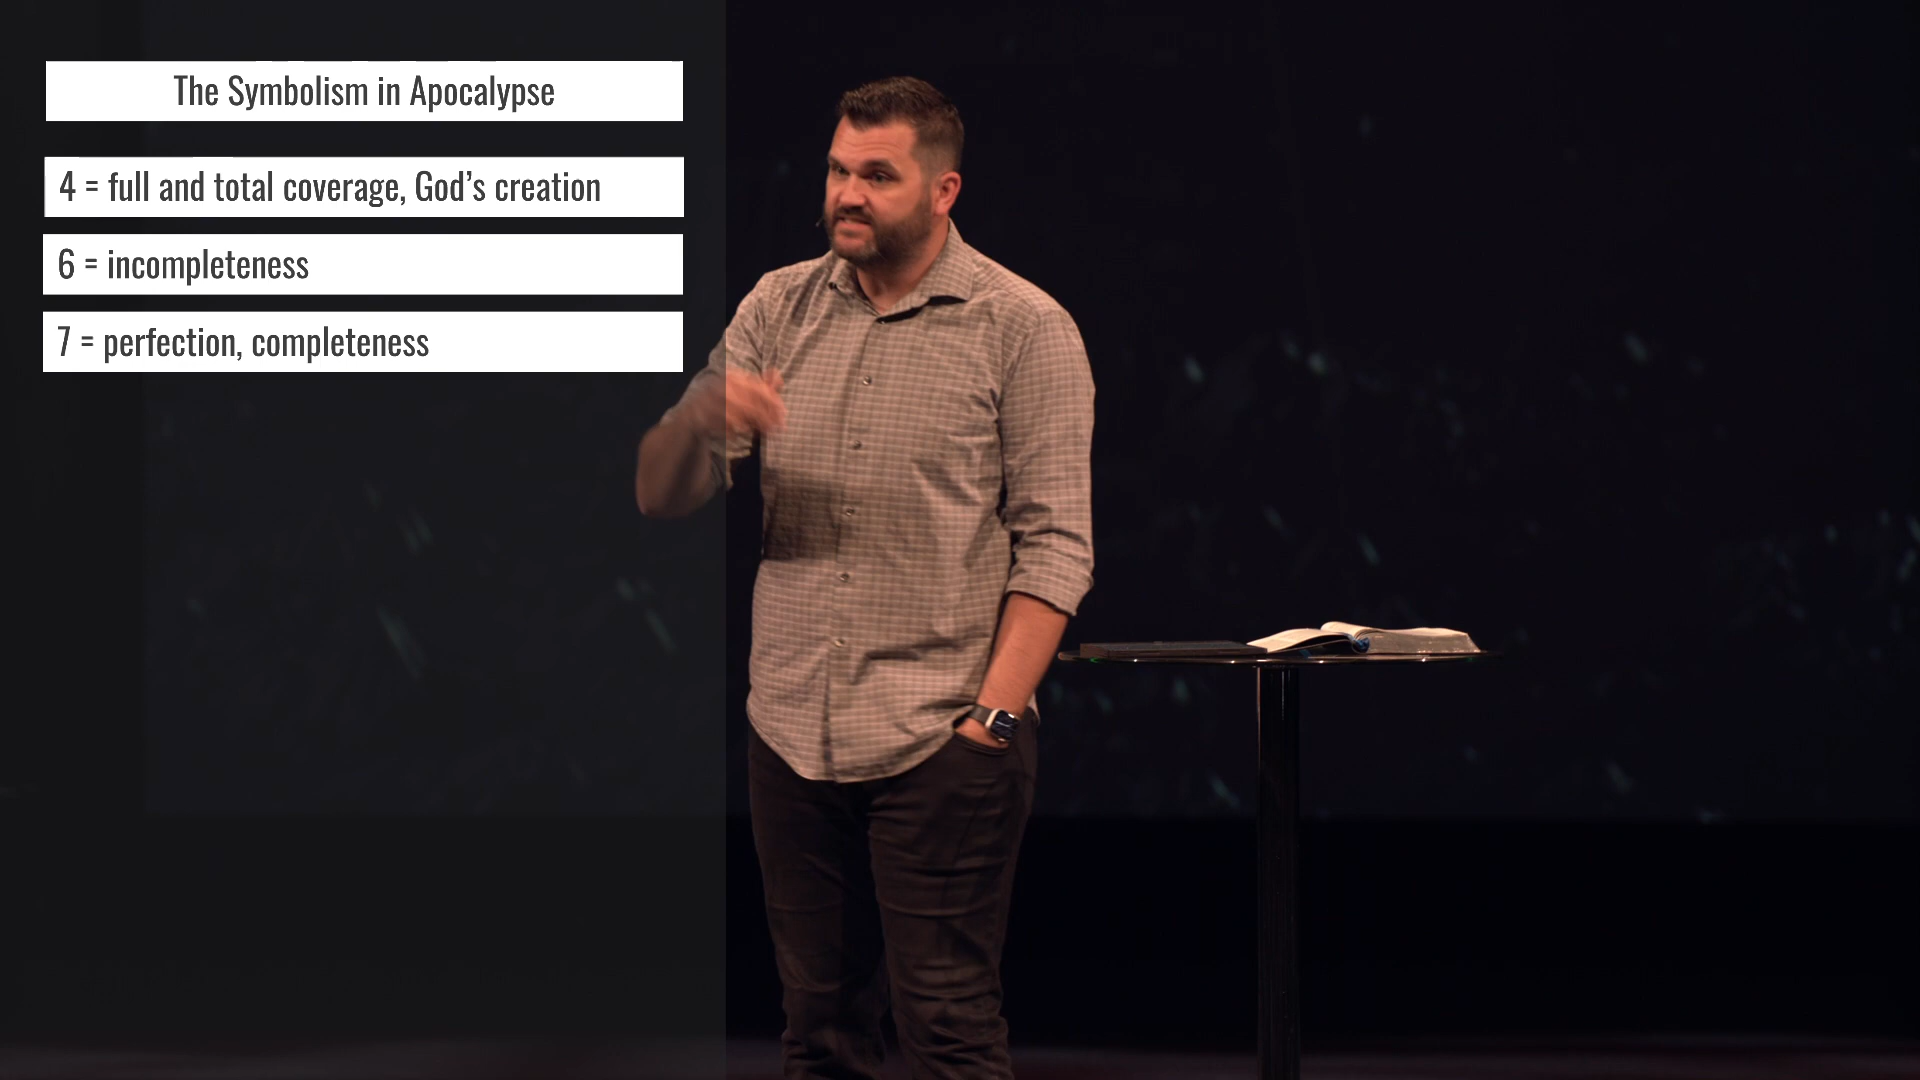 The Symbolism in Apocalypse
4 = full and total coverage, God’s creation
6 = incompleteness
7 = perfection, completeness